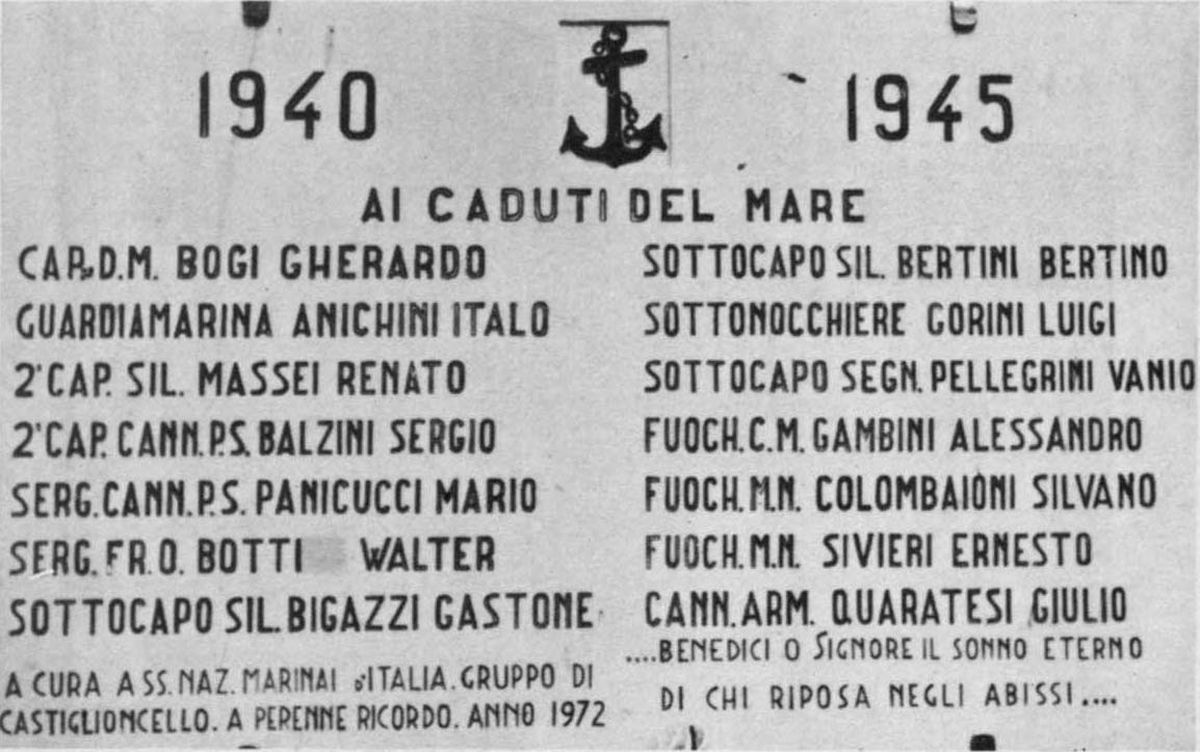 1940 1945
AI CADUTI DEL MARE
CAP. D.M. BOGI GHERARDO
GUARDIAMARINA ANICHINI ITALO
2° CAP. SIL. MASSEI RENATO
2° CAP. CANN. P.S. BALZINI SERGIO
SERG. CANN. P.S. PANICUCCI MARIO
SERG. FR. O. BOTTI WALTER
SOTTOCAPO SIL. BIGAZZI GASTONE
SOTTOCAPO SIL. BERTINI BERTINO
SOTTONOCCHIERE GORINI LUIGI
SOTTOCAPO SEGN. PELLEGRINI VANIO
FUOCH. C.M. GAMBINI ALESSANDRO
FUOCH. M.N. COLOMBAIONI SILVANO
FUOCH. M.N. SIVIERI ERNESTO
CANN. ARM. QUARATESI GIULIO
....BENEDICI O SIGNORE IL SONNO ETERNO
DI CHI RIPOSA NEGLI ABISSI....
A CURA ASS. NAZ. MARINAI d'ITALIA. GRUPPO DI
CASTIGLIONCELLO. A PERENNE RICORDO. ANNO 1972